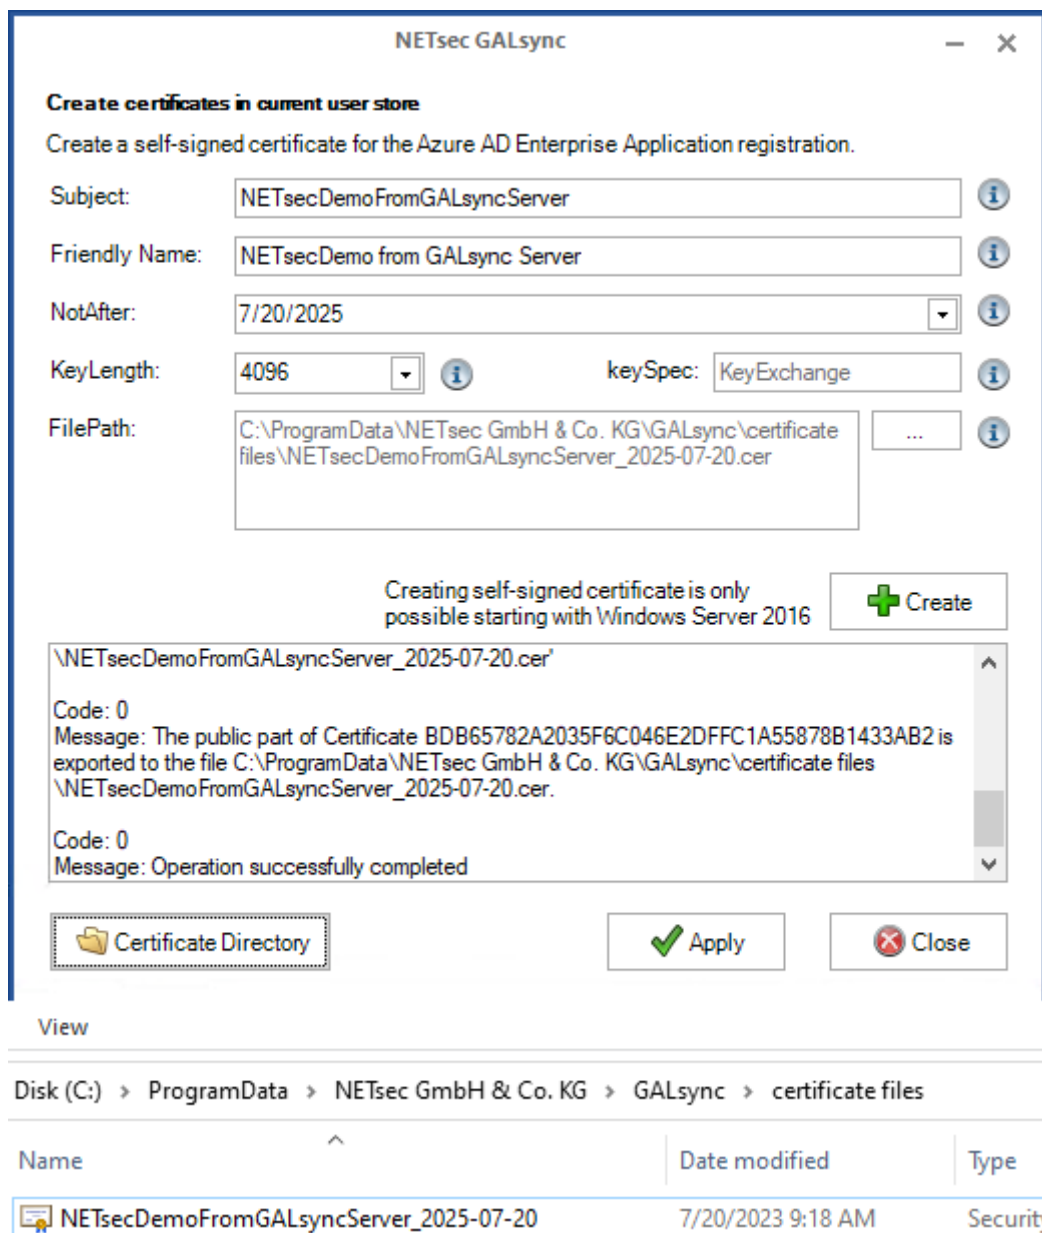 NETsec GALsync
Create certificates in current user store
Create a self-signed certificate for the Azure AD Enterprise Application registration.
Subject: NETsecDemoFromGALsyncServer
Friendly Name: NETsecDemo from GALsync Server
NotAfter: 7/20/2025
KeyLength: 4096 keySpec: KeyExchange
FilePath: C:\ProgramData\NETsec GmbH & Co. KG\GALsync\certificate ...
files\NETsecDemoFromGALsyncServer_2025-07-20.cer
Creating self-signed certificate is only
possible starting with Windows Server 2016
Create
\NETsecDemoFromGALsyncServer_2025-07-20.cer'
Code: 0
Message: The public part of Certificate BDB65782A2035F6C046E2DFFC1A55878B1433AB2 is
exported to the file C:\ProgramData\NETsec GmbH & Co. KG\GALsync\certificate files
\NETsecDemoFromGALsyncServer_2025-07-20.cer.
Code: 0
Message: Operation successfully completed
Certificate Directory Apply Close
View
Disk (C:) > ProgramData > NETsec GmbH & Co. KG > GALsync > certificate files
Name Date modified Type
NETsecDemoFromGALsyncServer_2025-07-20 7/20/2023 9:18 AM Security